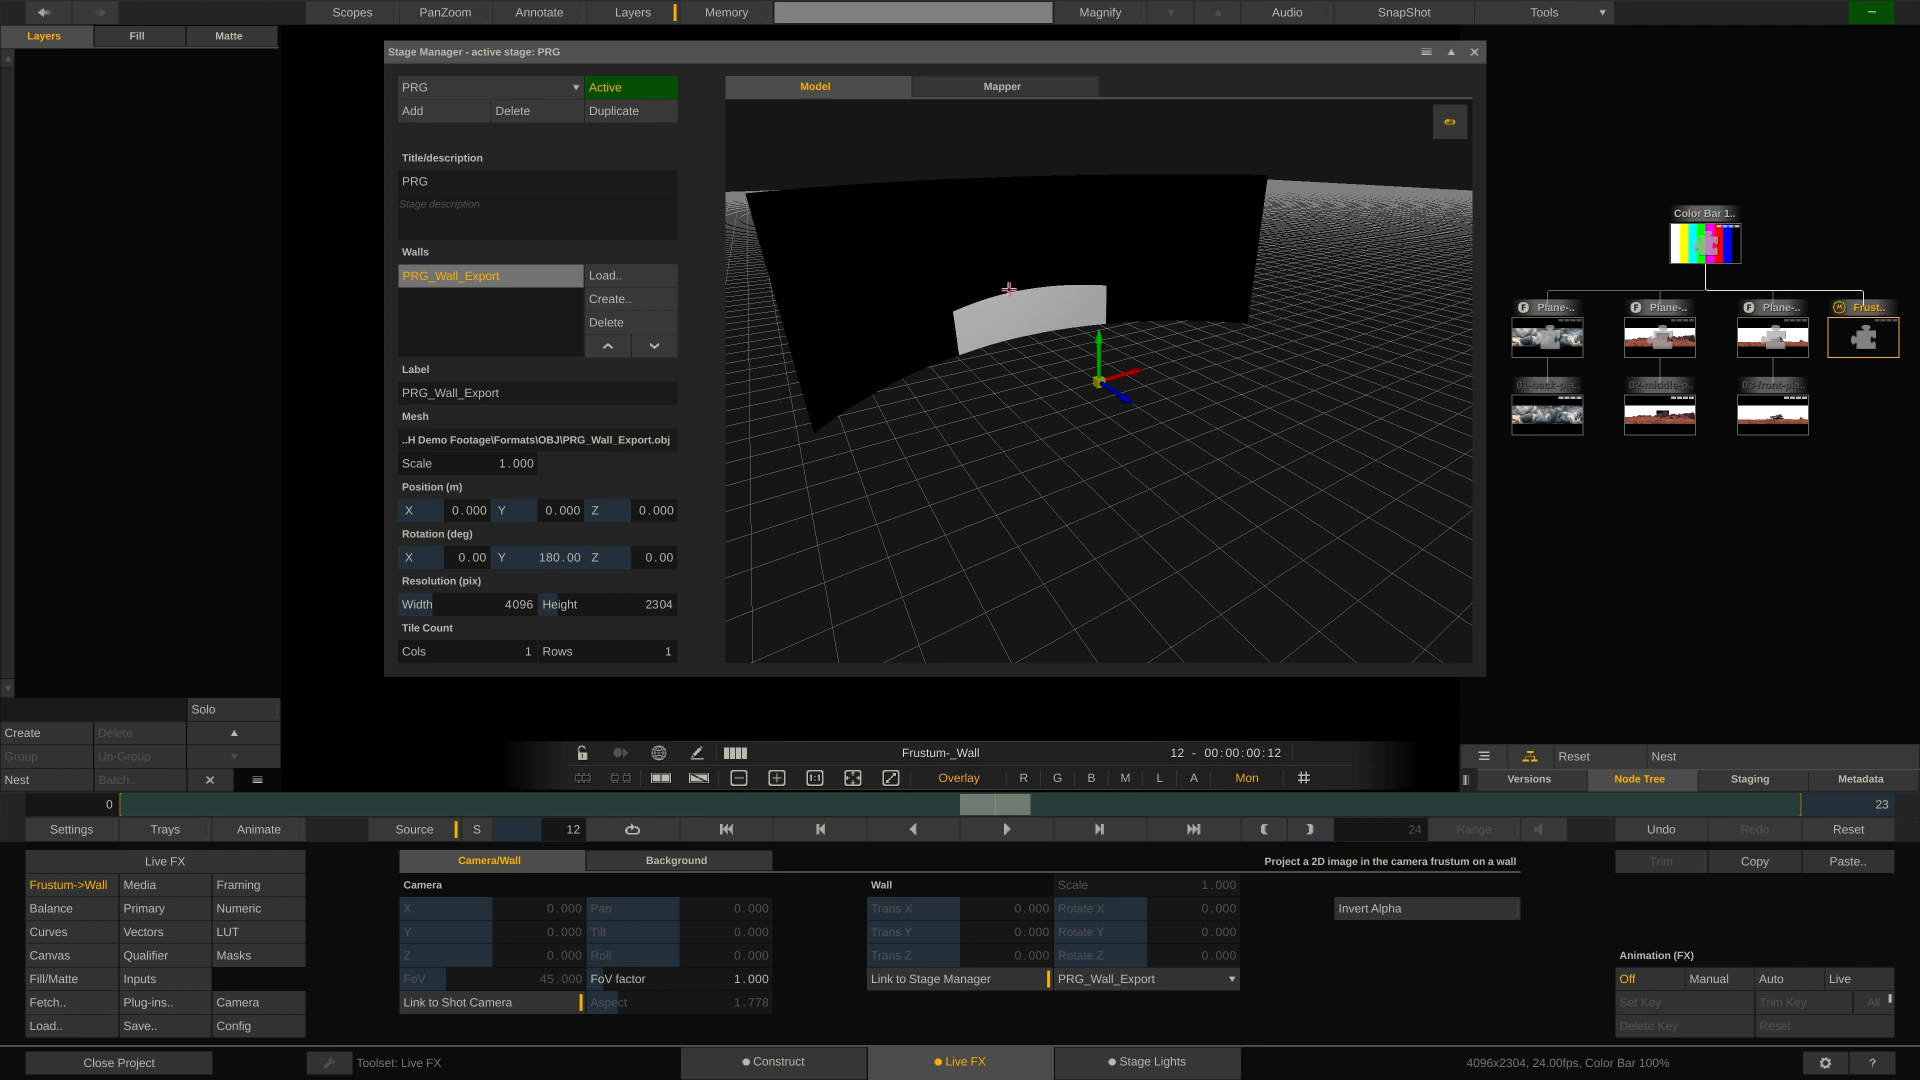 Scopes PanZoom Annotate Layers Memory Magnify Audio SnapShot Tools
Layers Fill Matte
Stage Manager - active stage: PRG
PRG Active
Add Delete Duplicate
Model Mapper
Title/description
PRG
Stage description
Walls
PRG_Wall_Export Load..
Create..
Delete
Label
PRG_Wall_Export
Mesh
..H Demo Footage\Formats\OBJ\PRG_Wall_Export.obj
Scale 1.000
Position (m)
X 0.000 Y 0.000 Z 0.000
Rotation (deg)
X 0.00 Y 180.00 Z 0.00
Resolution (pix)
Width 4096 Height 2304
Tile Count
Cols 1 Rows 1
Color Bar 1..
F Plane-.. F Plane-.. F Plane-.. M Frust..
01-back-pla.. 02-middle-p.. 03-front-pla..
Solo
Create Delete
Group Un-Group
Nest Batch..
Frustum-_Wall 12 - 00:00:00:12
1:1 Overlay R G B M L A Mon
Reset Nest
Versions Node Tree Staging Metadata
0 23
Settings Trays Animate Source S 12 24 Range Undo Redo Reset
Live FX
Frustum->Wall Media Framing
Balance Primary Numeric
Curves Vectors LUT
Canvas Qualifier Masks
Fill/Matte Inputs
Fetch.. Plug-ins.. Camera
Load.. Save.. Config
Camera/Wall Background Project a 2D image in the camera frustum on a wall
Camera
X 0.000 Pan 0.000
Y 0.000 Tilt 0.000
Z 0.000 Roll 0.000
FoV 45.000 FoV factor 1.000
Link to Shot Camera Aspect 1.778
Wall Scale 1.000
Trans X 0.000 Rotate X 0.000
Trans Y 0.000 Rotate Y 0.000
Trans Z 0.000 Rotate Z 0.000
Link to Stage Manager PRG_Wall_Export
Invert Alpha
Trim Copy Paste..
Animation (FX)
Off Manual Auto Live
Set Key Trim Key All
Delete Key Reset
Close Project Toolset: Live FX Construct Live FX Stage Lights 4096x2304, 24.00fps, Color Bar 100% ?